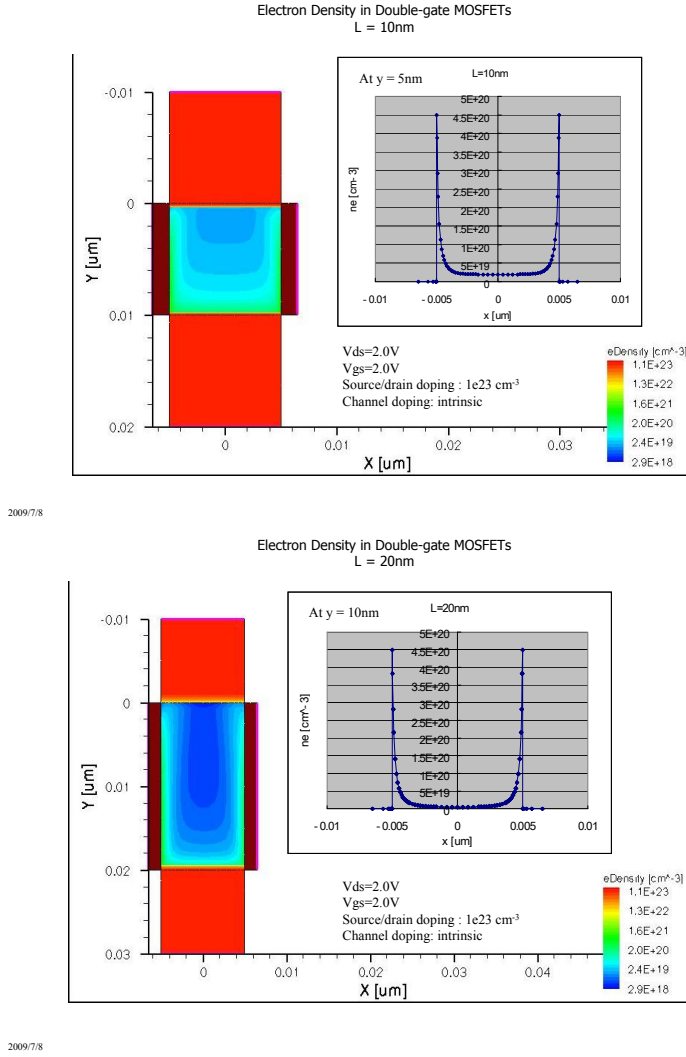 Electron Density in Double-gate MOSFETs
L = 10nm
At y = 5nm
L=10nm
5E+20
4.5E+20
4E+20
3.5E+20
3E+20
2.5E+20
2E+20
1.5E+20
1E+20
5E+19
0
ne [cm-3]
-0.01 -0.005 0 0.005 0.01
x [um]
-0.01
0
0.01
0.02
Y [um]
0 0.01 0.02 0.03
X [um]
Vds=2.0V
Vgs=2.0V
Source/drain doping : 1e23 cm-3
Channel doping: intrinsic
eDensity [cm^-3]
1.1E+23
1.3E+22
1.6E+21
2.0E+20
2.4E+19
2.9E+18
2009/7/8
Electron Density in Double-gate MOSFETs
L = 20nm
At y = 10nm
L=20nm
5E+20
4.5E+20
4E+20
3.5E+20
3E+20
2.5E+20
2E+20
1.5E+20
1E+20
5E+19
0
ne [cm^-3]
-0.01 -0.005 0 0.005 0.01
x [um]
-0.01
0
0.01
0.02
0.03
Y [um]
0 0.01 0.02 0.03 0.04
X [um]
Vds=2.0V
Vgs=2.0V
Source/drain doping : 1e23 cm-3
Channel doping: intrinsic
eDensity [cm^-3]
1.1E+23
1.3E+22
1.6E+21
2.0E+20
2.4E+19
2.9E+18
2009/7/8